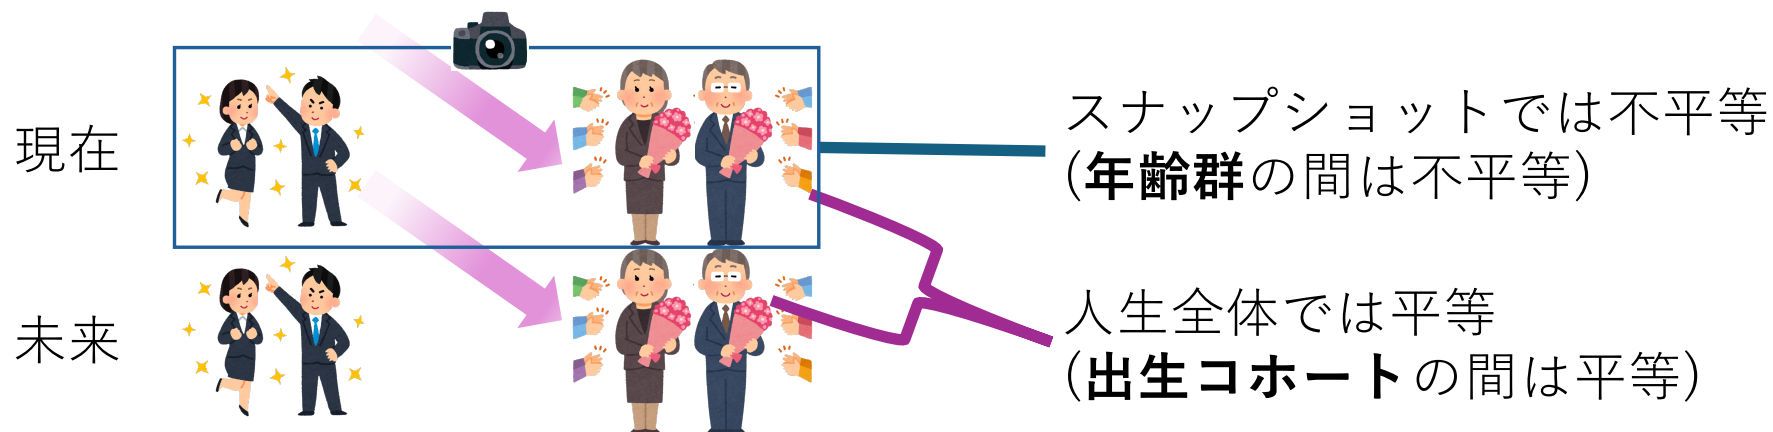 現在
スナップショットでは不平等
(年齢群の間は不平等)
未来
人生全体では平等
(出生コホートの間は平等)